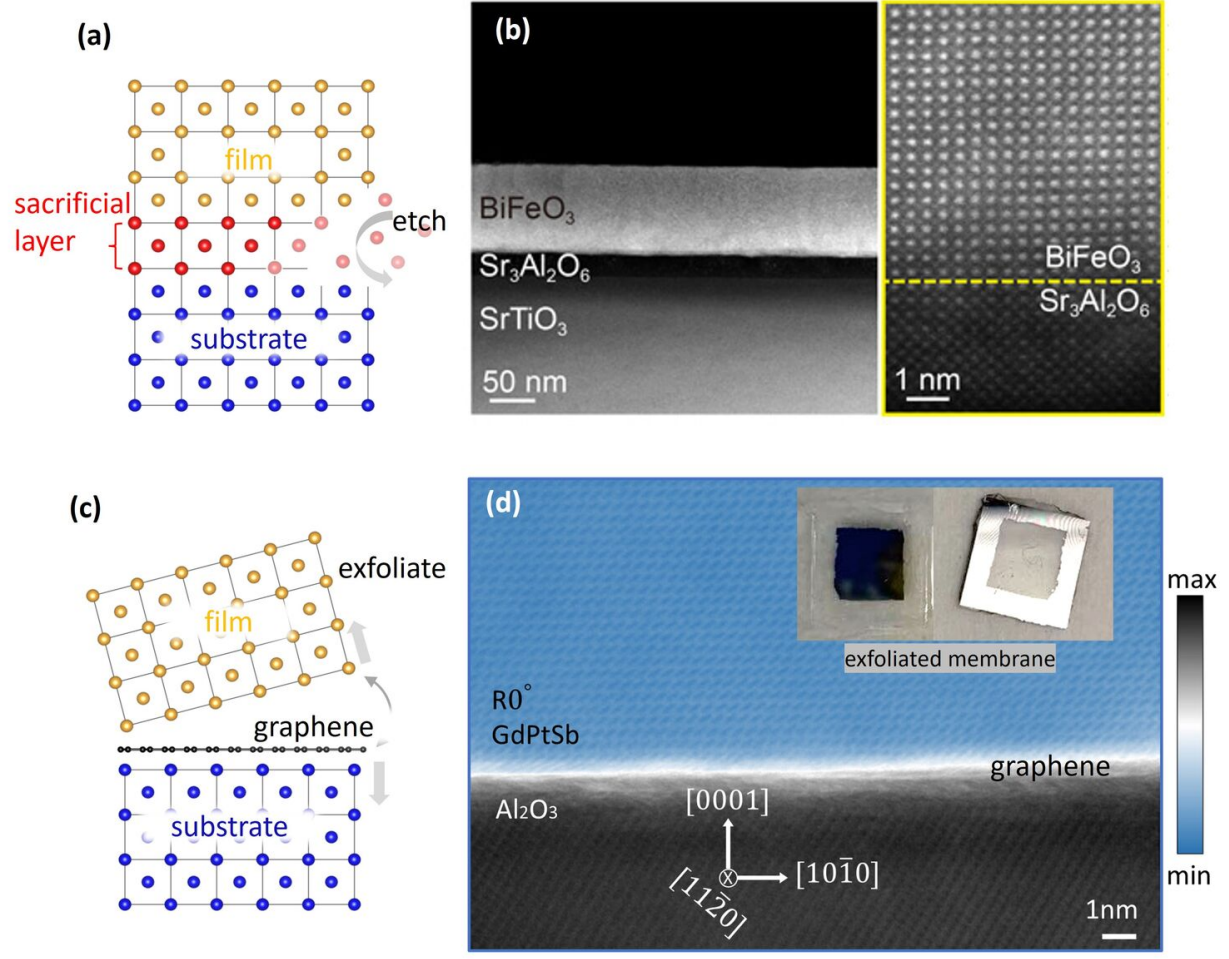 (a)
film
sacrificial
layer
etch
substrate
(b)
BiFeO₃
Sr₃Al₂O₆
SrTiO₃
50 nm
BiFeO₃
Sr₃Al₂O₆
1 nm
(c)
exfoliate
film
graphene
substrate
(d)
exfoliated membrane
R0°
GdPtSb
graphene
Al₂O₃
[0001]
[101̄0]
[112̄0]
1nm
max
min